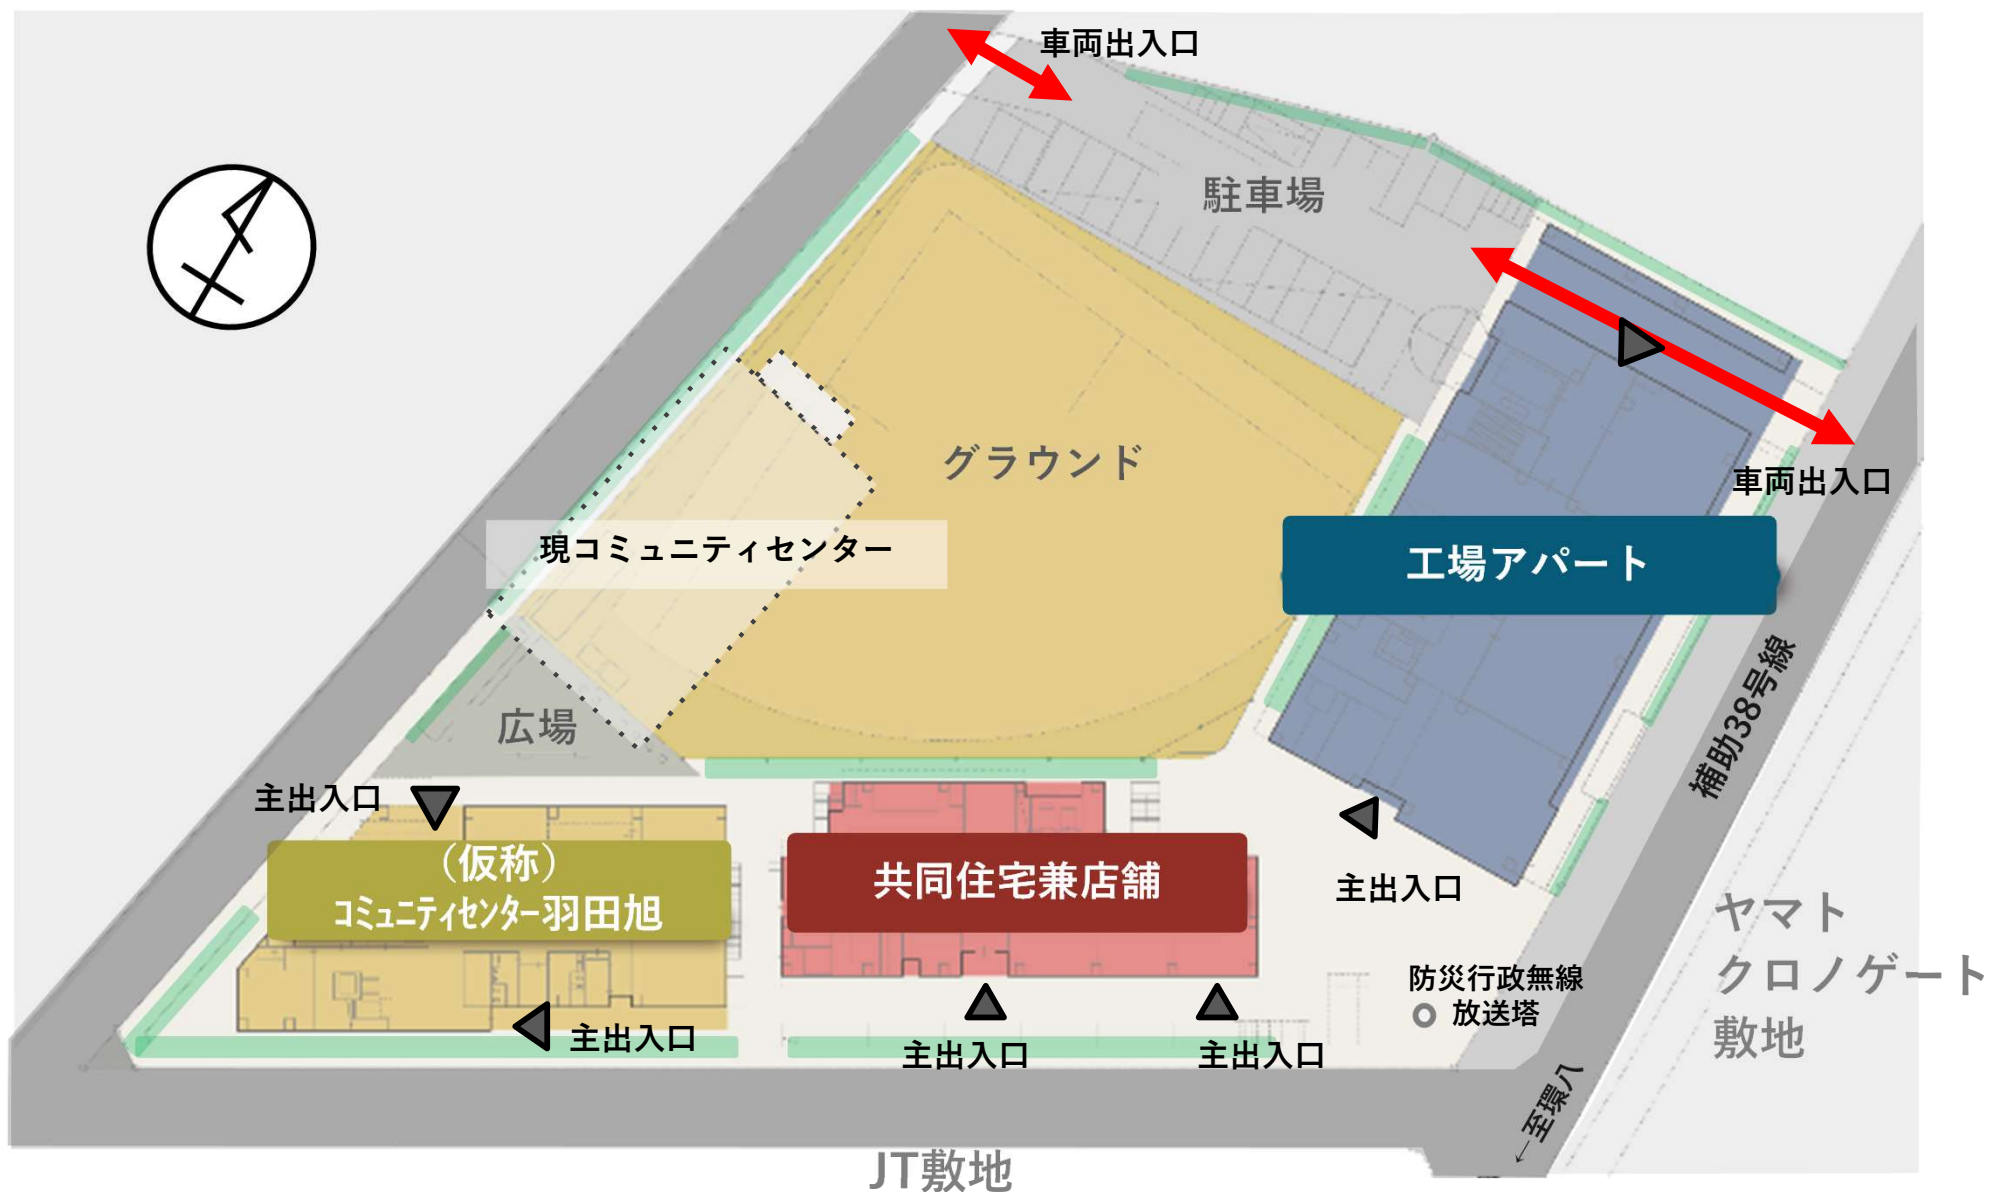 車両出入口
駐車場
グラウンド
車両出入口
現コミュニティセンター
工場アパート
補助38号線
広場
主出入口
（仮称）
コミュニティセンター羽田旭
共同住宅兼店舗
主出入口
ヤマト
クロノゲート
敷地
防災行政無線
放送塔
主出入口
主出入口
主出入口
←至環八
JT敷地